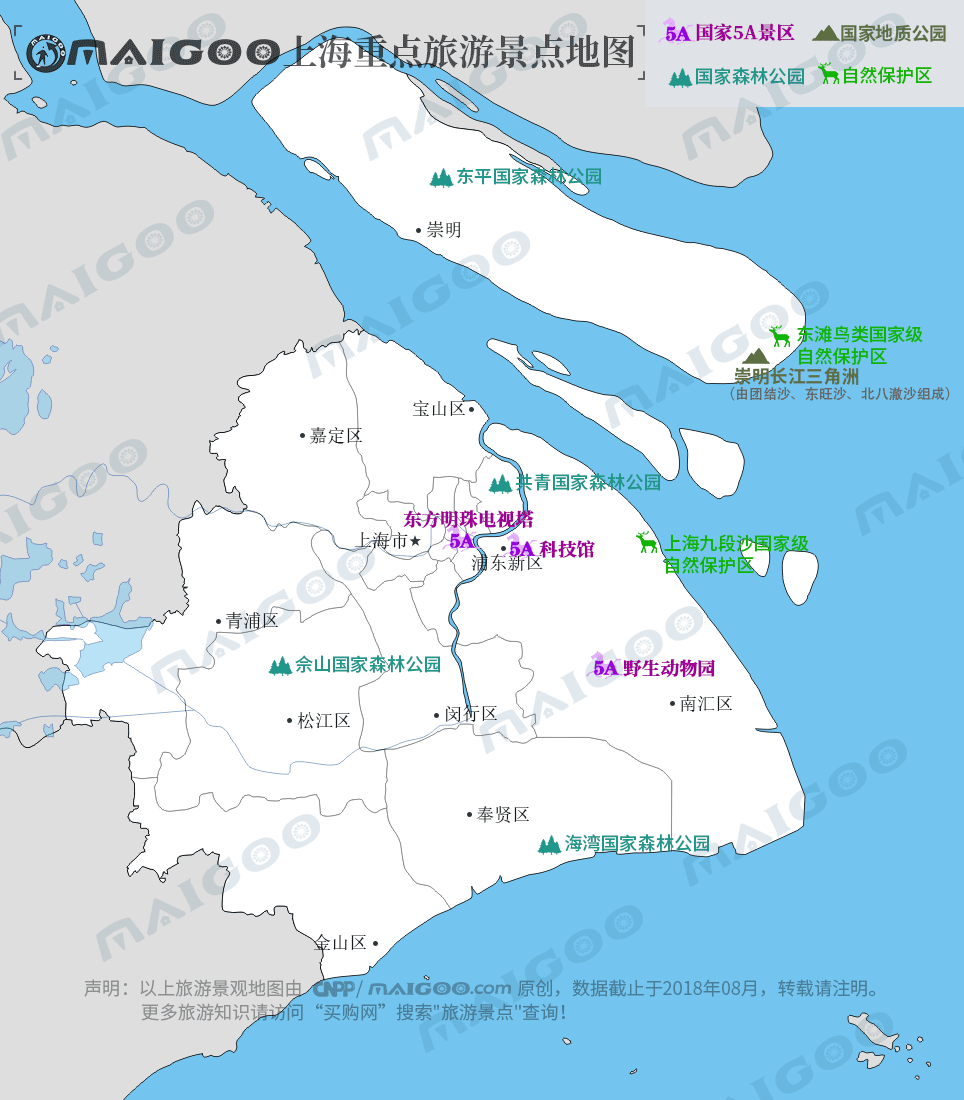 MAIGOO 上海重点旅游景点地图
5A 国家5A景区
国家地质公园
国家森林公园
自然保护区
东平国家森林公园
崇明
东滩鸟类国家级
自然保护区
崇明长江三角洲
（由团结沙、东旺沙、北八滧沙组成）
宝山区
嘉定区
共青国家森林公园
东方明珠电视塔
5A
上海市
5A 科技馆
浦东新区
上海九段沙国家级
自然保护区
青浦区
佘山国家森林公园
5A 野生动物园
南汇区
松江区
闵行区
奉贤区
海湾国家森林公园
金山区
声明：以上旅游景观地图由 CNPP/ MAIGOO.com 原创，数据截止于2018年08月，转载请注明。
更多旅游知识请访问“买购网”搜索"旅游景点"查询！